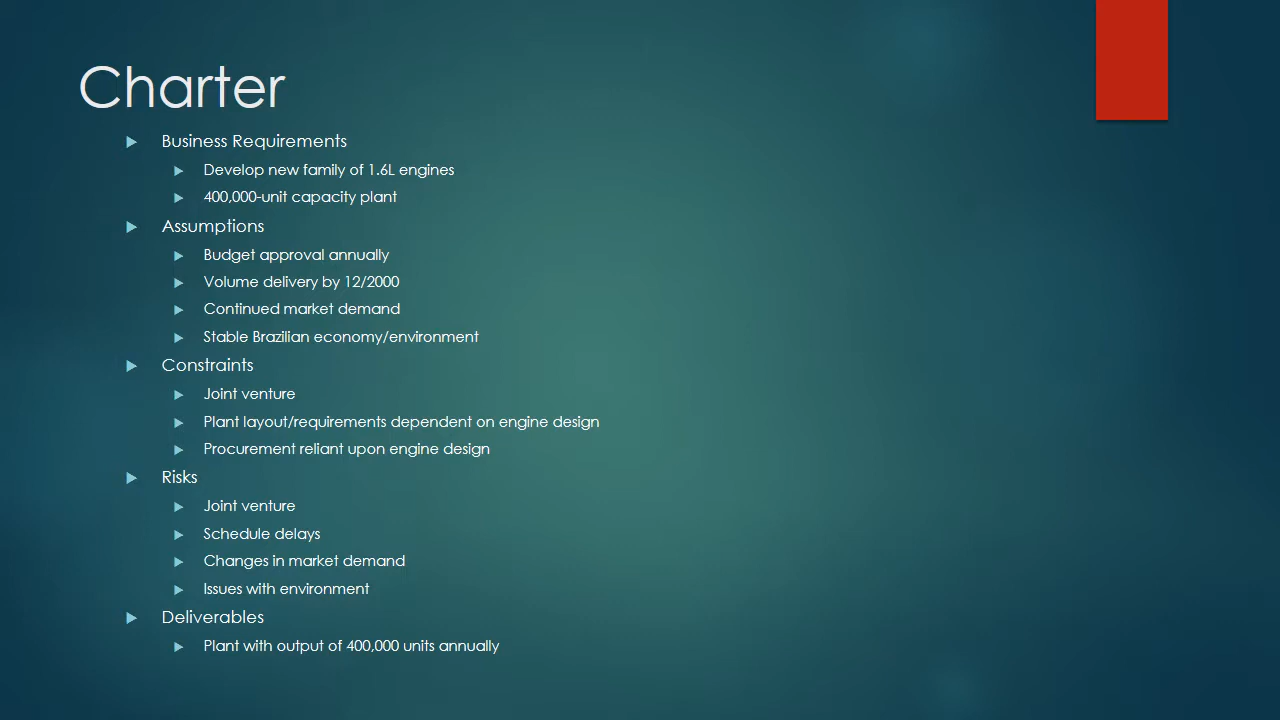 Charter
Business Requirements
Develop new family of 1.6L engines
400,000-unit capacity plant
Assumptions
Budget approval annually
Volume delivery by 12/2000
Continued market demand
Stable Brazilian economy/environment
Constraints
Joint venture
Plant layout/requirements dependent on engine design
Procurement reliant upon engine design
Risks
Joint venture
Schedule delays
Changes in market demand
Issues with environment
Deliverables
Plant with output of 400,000 units annually